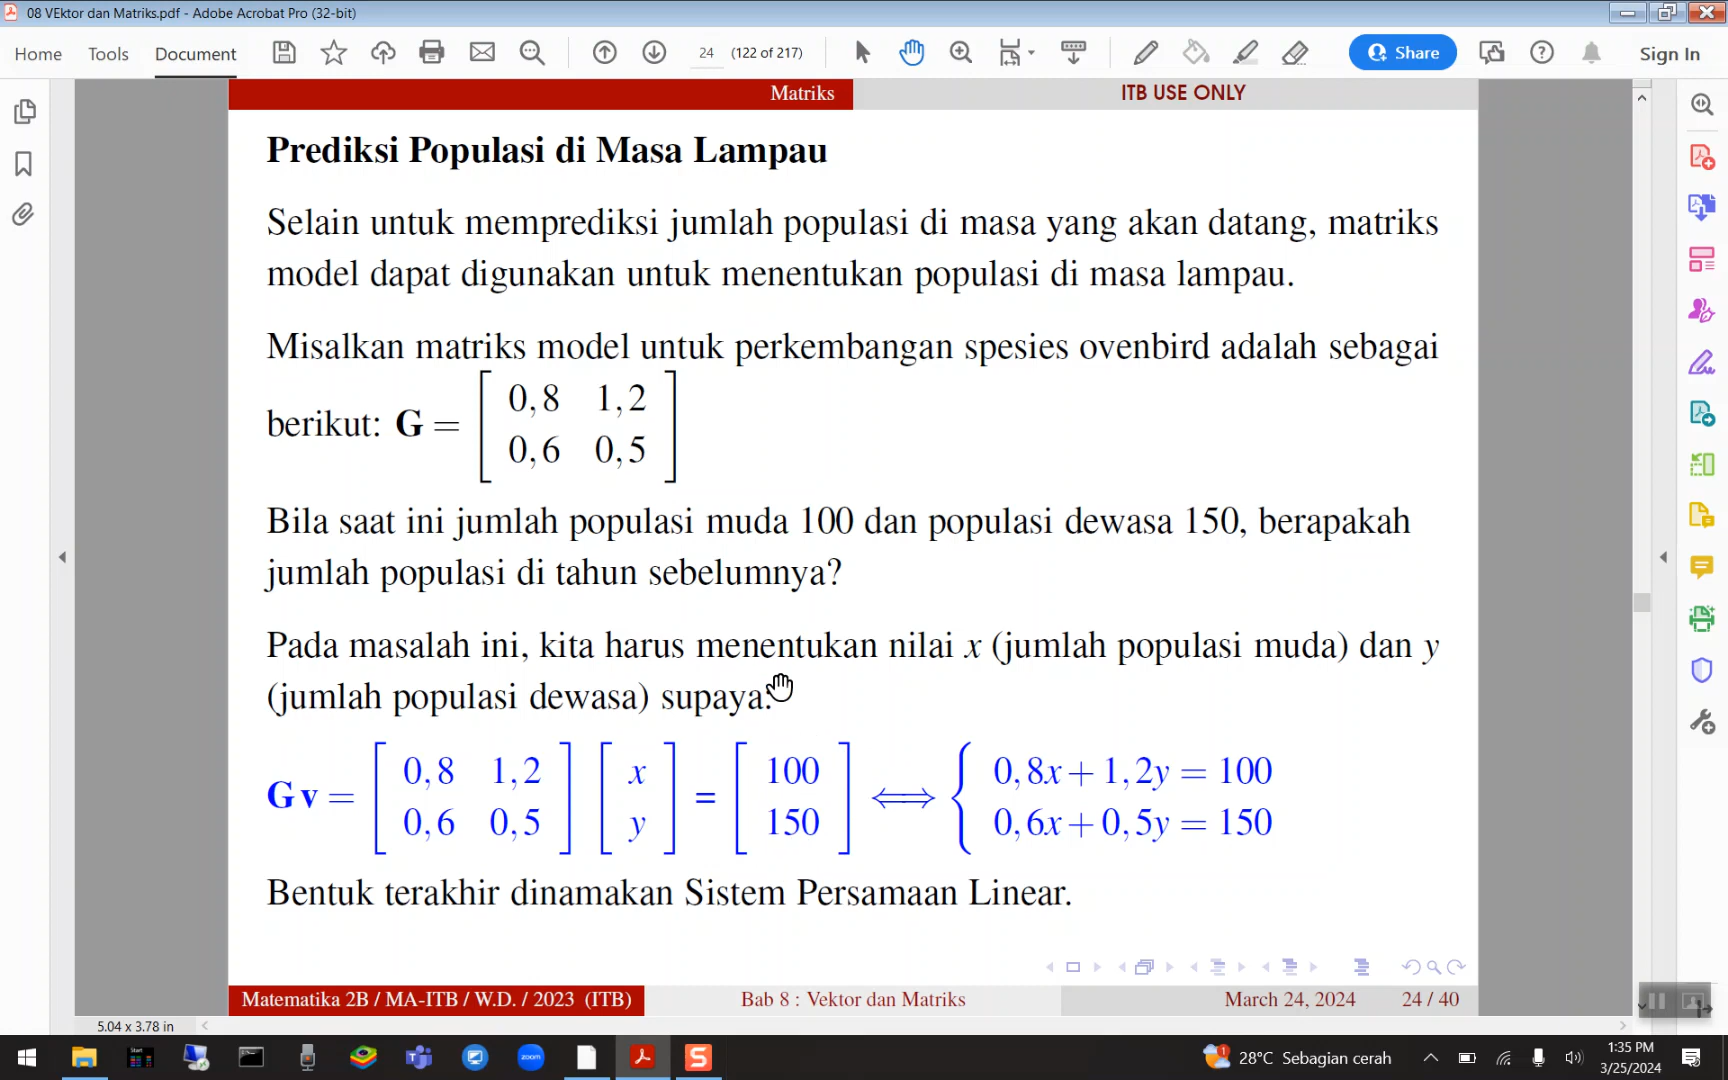 08 VEktor dan Matriks.pdf - Adobe Acrobat Pro (32-bit)
Home Tools Document 24 (122 of 217) Share Sign In
Matriks ITB USE ONLY
Prediksi Populasi di Masa Lampau
Selain untuk memprediksi jumlah populasi di masa yang akan datang, matriks
model dapat digunakan untuk menentukan populasi di masa lampau.
Misalkan matriks model untuk perkembangan spesies ovenbird adalah sebagai
0,8 1,2
berikut: G =
0,6 0,5
Bila saat ini jumlah populasi muda 100 dan populasi dewasa 150, berapakah
jumlah populasi di tahun sebelumnya?
Pada masalah ini, kita harus menentukan nilai x (jumlah populasi muda) dan y
(jumlah populasi dewasa) supaya:
0,8 1,2 x 100 0,8x + 1,2y = 100
G v = = ⟺
0,6 0,5 y 150 0,6x + 0,5y = 150
Bentuk terakhir dinamakan Sistem Persamaan Linear.
Matematika 2B / MA-ITB / W.D. / 2023 (ITB) Bab 8 : Vektor dan Matriks March 24, 2024 24 / 40
5.04 x 3.78 in
Start zoom S 1 28°C Sebagian cerah 1:35 PM
3/25/2024